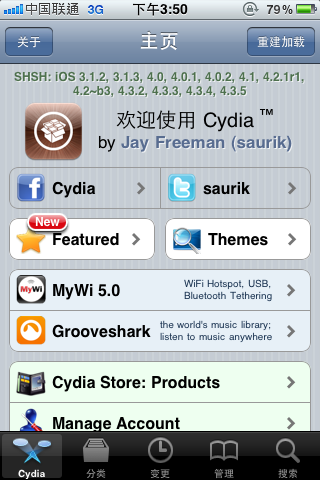 中国联通 3G 下午3:50 79%
关于 主页 重建加载
SHSH: iOS 3.1.2, 3.1.3, 4.0, 4.0.1, 4.0.2, 4.1, 4.2.1r1,
4.2~b3, 4.3.2, 4.3.3, 4.3.4, 4.3.5
欢迎使用 Cydia ™
by Jay Freeman (saurik)
Cydia saurik
New
Featured Themes
MyWi
MyWi 5.0
WiFi Hotspot, USB,
Bluetooth Tethering
Grooveshark
the world's music library;
listen to music anywhere
Cydia Store: Products
Manage Account
Cydia 分类 变更 管理 搜索